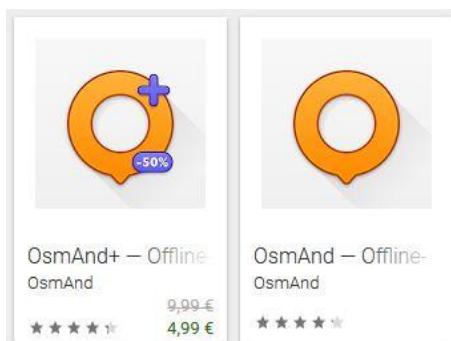 -50%
OsmAnd+ — Offline-
OsmAnd
9,99 €
4,99 €
OsmAnd — Offline-
OsmAnd